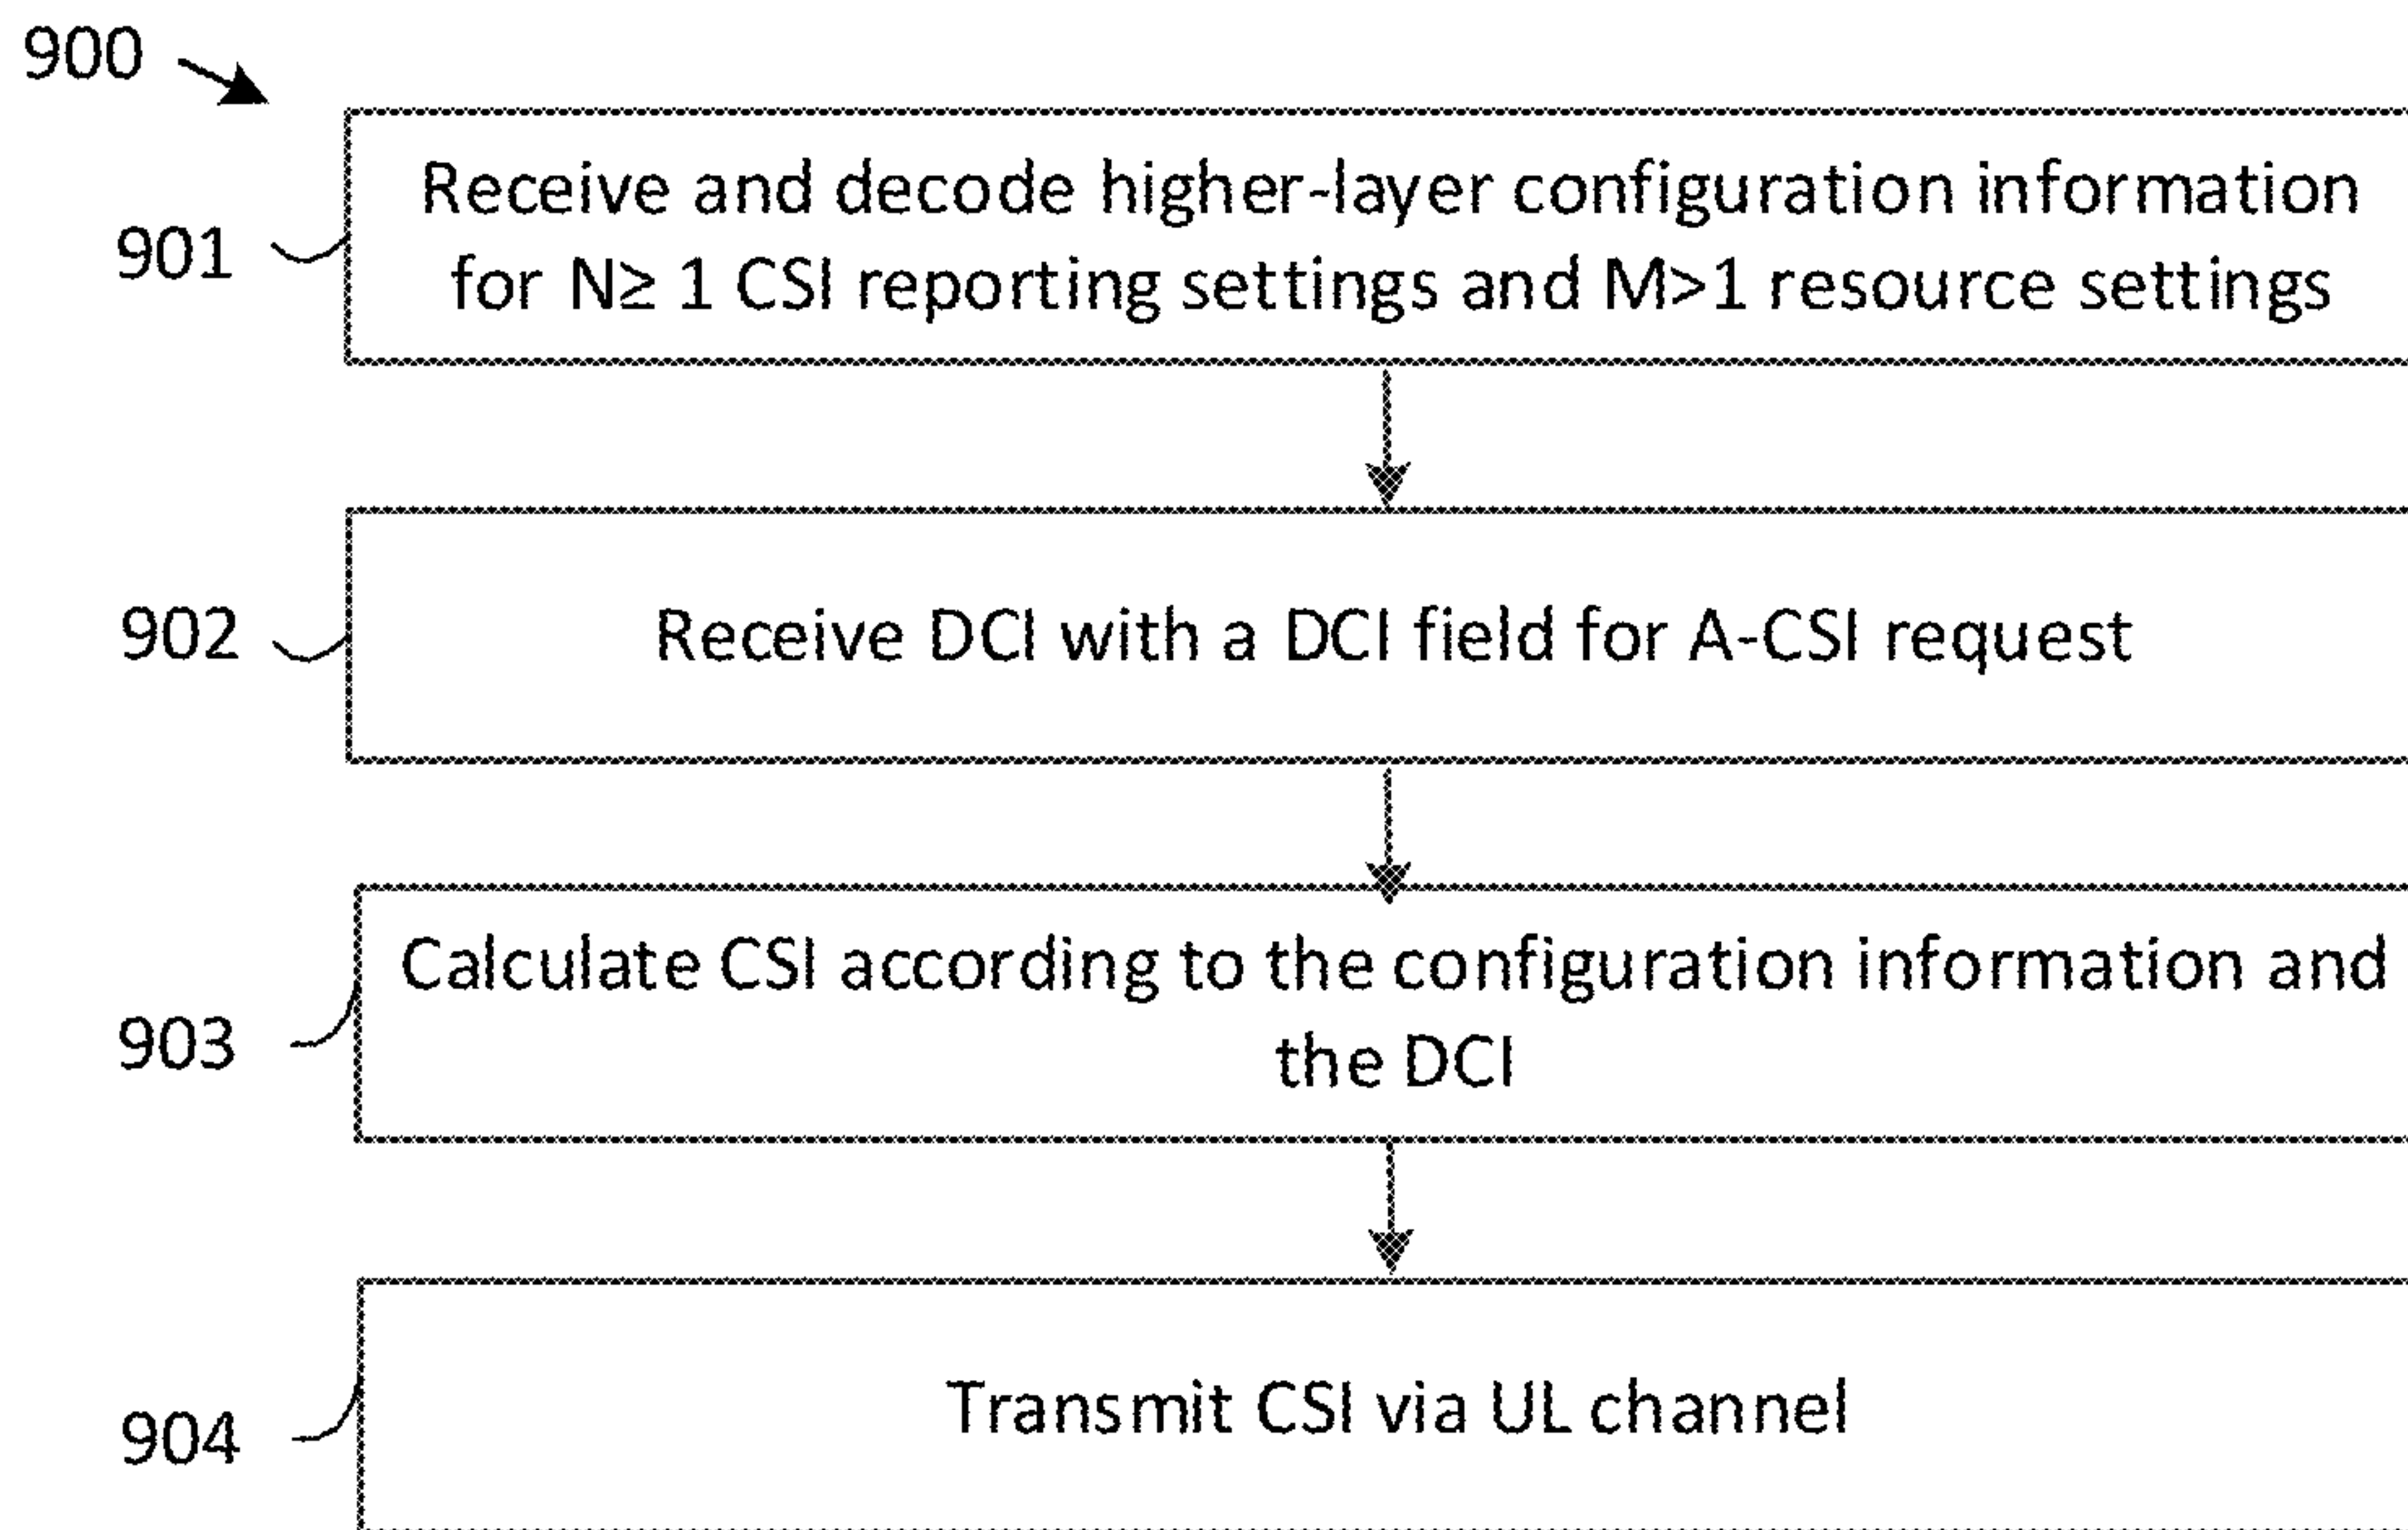 900
901
Receive and decode higher-layer configuration information
for N≥ 1 CSI reporting settings and M>1 resource settings
902
Receive DCI with a DCI field for A-CSI request
903
Calculate CSI according to the configuration information and
the DCI
904
Transmit CSI via UL channel